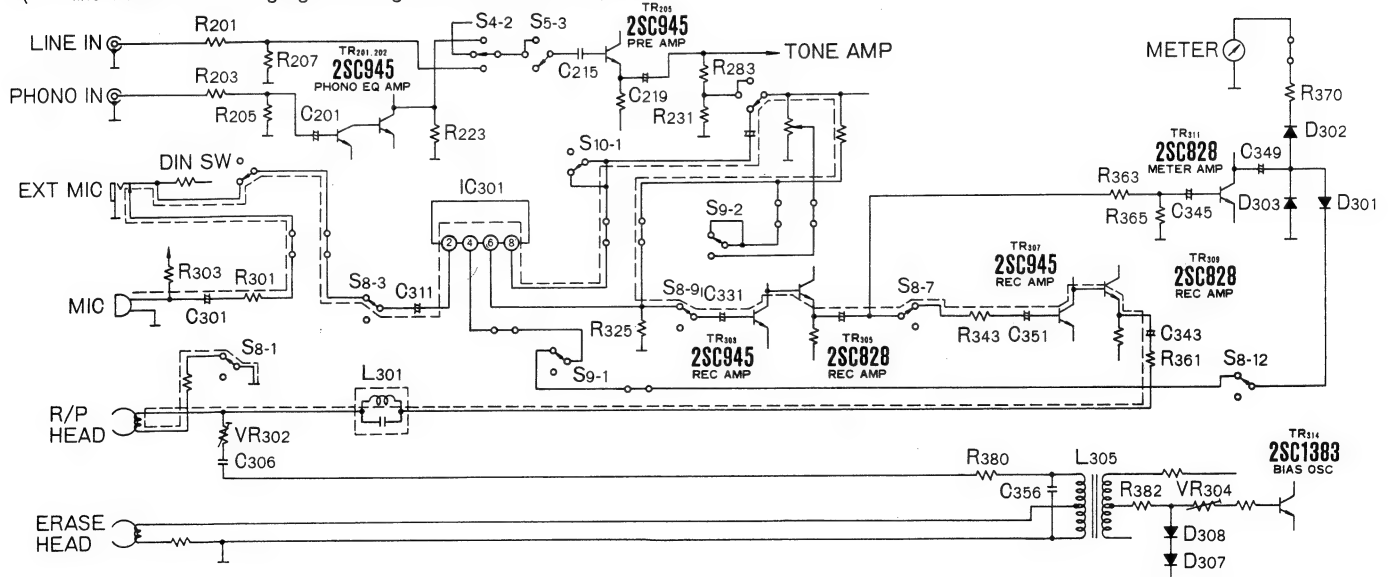 LINE IN
R201
R207
TR201,202
2SC945
PHONO EQ AMP
S4-2
S5-3
C215
TR205
2SC945
PRE AMP
TONE AMP
METER
PHONO IN
R203
R205
C201
R223
C219
R283
R231
R370
D302
DIN SW
EXT MIC
S10-1
IC301
2
4
6
8
S9-2
TR311
2SC828
METER AMP
C349
R363
R365
C345
D303
D301
R303
R301
MIC
C301
S8-3
C311
R325
S8-9
C331
TR303
2SC945
REC AMP
TR305
2SC828
REC AMP
S8-7
R343
C351
TR307
2SC945
REC AMP
TR309
2SC828
REC AMP
C343
R361
S8-1
S9-1
S8-12
L301
R/P
HEAD
VR302
C306
R380
C356
L305
R382
VR304
TR314
2SC1383
BIAS OSC
ERASE
HEAD
D308
D307